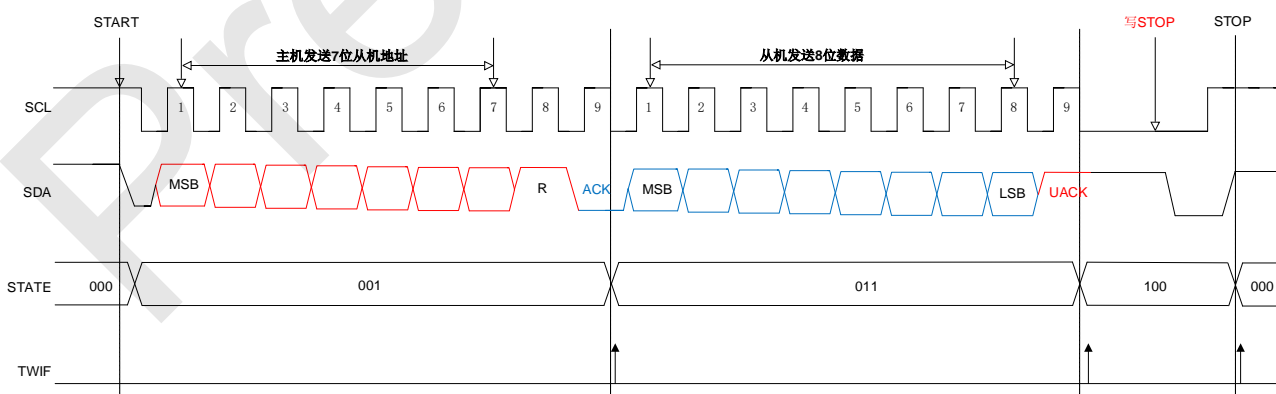 START
写STOP
STOP
主机发送7位从机地址
从机发送8位数据
SCL
1 2 3 4 5 6 7 8 9 1 2 3 4 5 6 7 8 9
SDA
MSB
R
ACK
MSB
LSB
UACK
STATE
000
001
011
100
000
TWIF